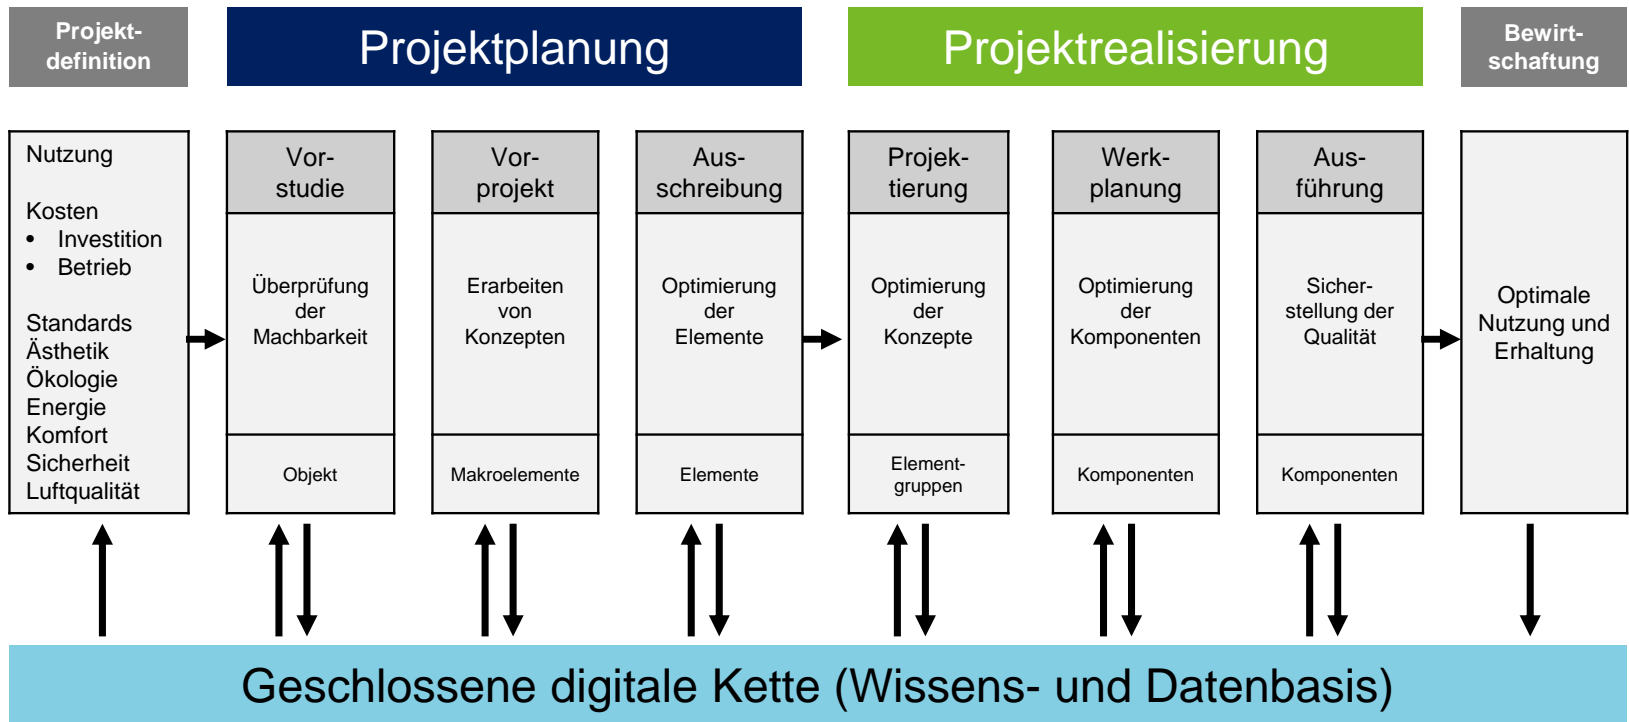 Projekt-
definition
Projektplanung
Projektrealisierung
Bewirt-
schaftung
Nutzung
Kosten
• Investition
• Betrieb
Standards
Ästhetik
Ökologie
Energie
Komfort
Sicherheit
Luftqualität
Vor-
studie
Überprüfung
der
Machbarkeit
Objekt
Vor-
projekt
Erarbeiten
von
Konzepten
Makroelemente
Aus-
schreibung
Optimierung
der
Elemente
Elemente
Projek-
tierung
Optimierung
der
Konzepte
Element-
gruppen
Werk-
planung
Optimierung
der
Komponenten
Komponenten
Aus-
führung
Sicher-
stellung der
Qualität
Komponenten
Optimale
Nutzung und
Erhaltung
Geschlossene digitale Kette (Wissens- und Datenbasis)